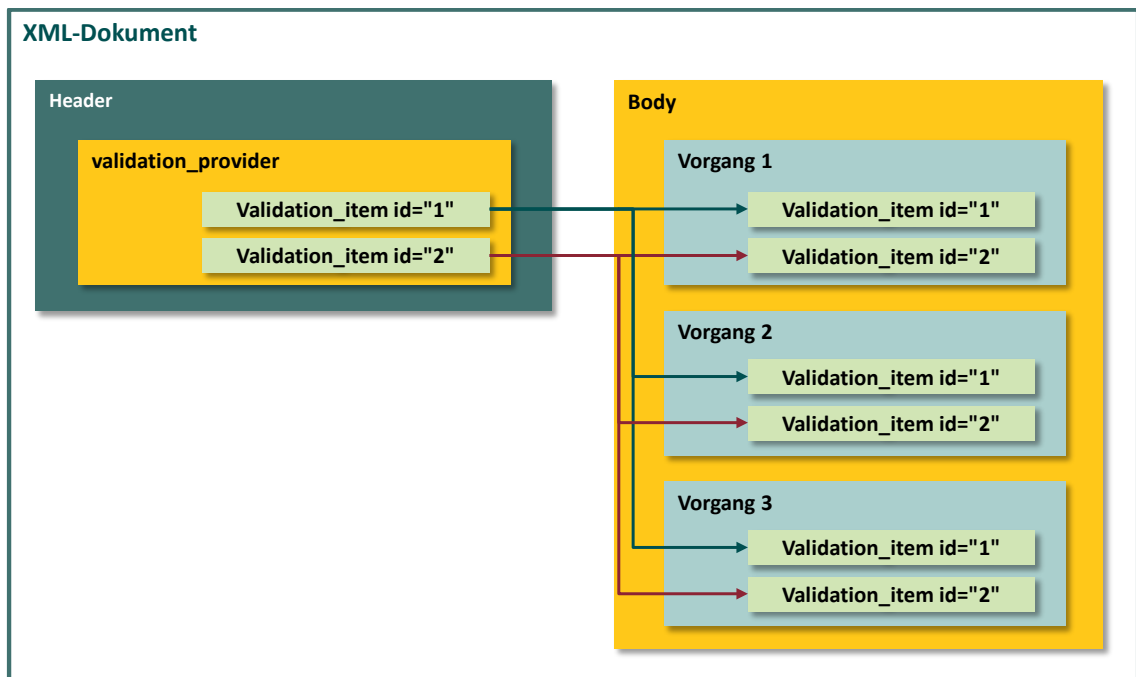 XML-Dokument
Header
validation_provider
Validation_item id="1"
Validation_item id="2"
Body
Vorgang 1
Validation_item id="1"
Validation_item id="2"
Vorgang 2
Validation_item id="1"
Validation_item id="2"
Vorgang 3
Validation_item id="1"
Validation_item id="2"